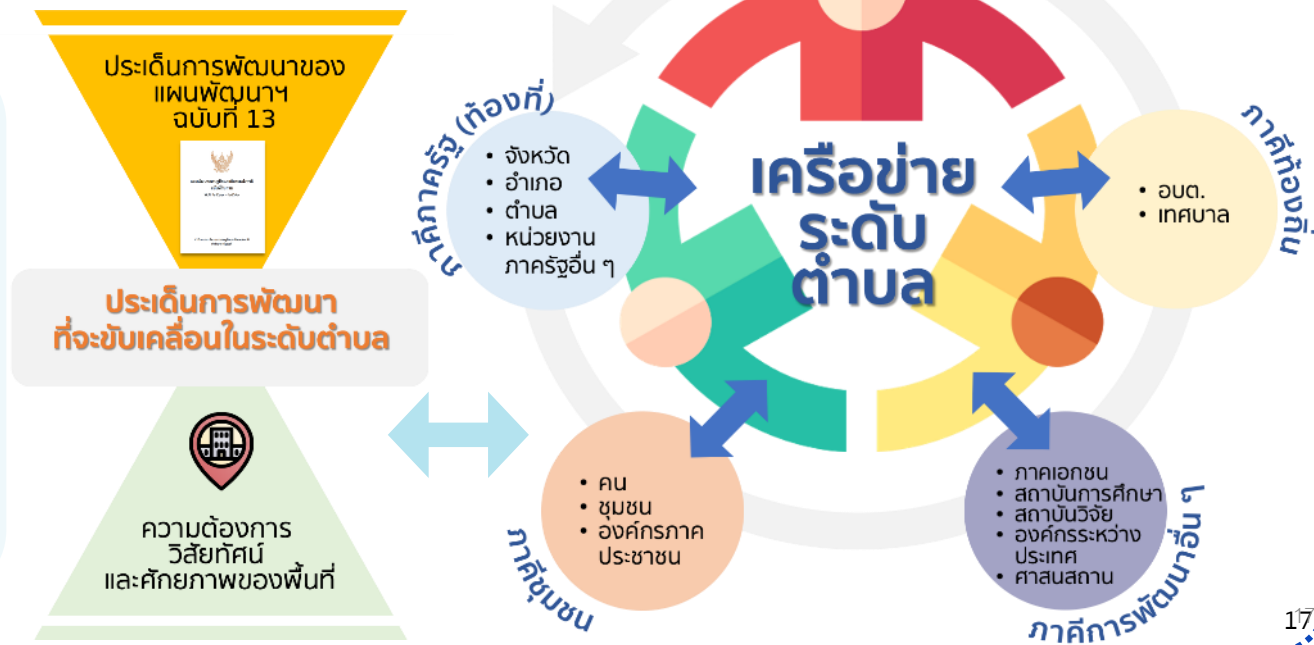 ประเด็นการพัฒนาของ
แผนพัฒนาฯ
ฉบับที่ 13
ประเด็นการพัฒนา
ที่จะขับเคลื่อนในระดับตำบล
ความต้องการ
วิสัยทัศน์
และศักยภาพของพื้นที่
ภาคีภาครัฐ (ท้องที่)
• จังหวัด
• อำเภอ
• ตำบล
• หน่วยงาน
ภาครัฐอื่น ๆ
เครือข่าย
ระดับ
ตำบล
ภาคีท้องถิ่น
• อบต.
• เทศบาล
• คน
• ชุมชน
• องค์กรภาค
ประชาชน
ภาคีชุมชน
• ภาคเอกชน
• สถาบันการศึกษา
• สถาบันวิจัย
• องค์กรระหว่าง
ประเทศ
• ศาสนสถาน
ภาคีการพัฒนาอื่น ๆ
17